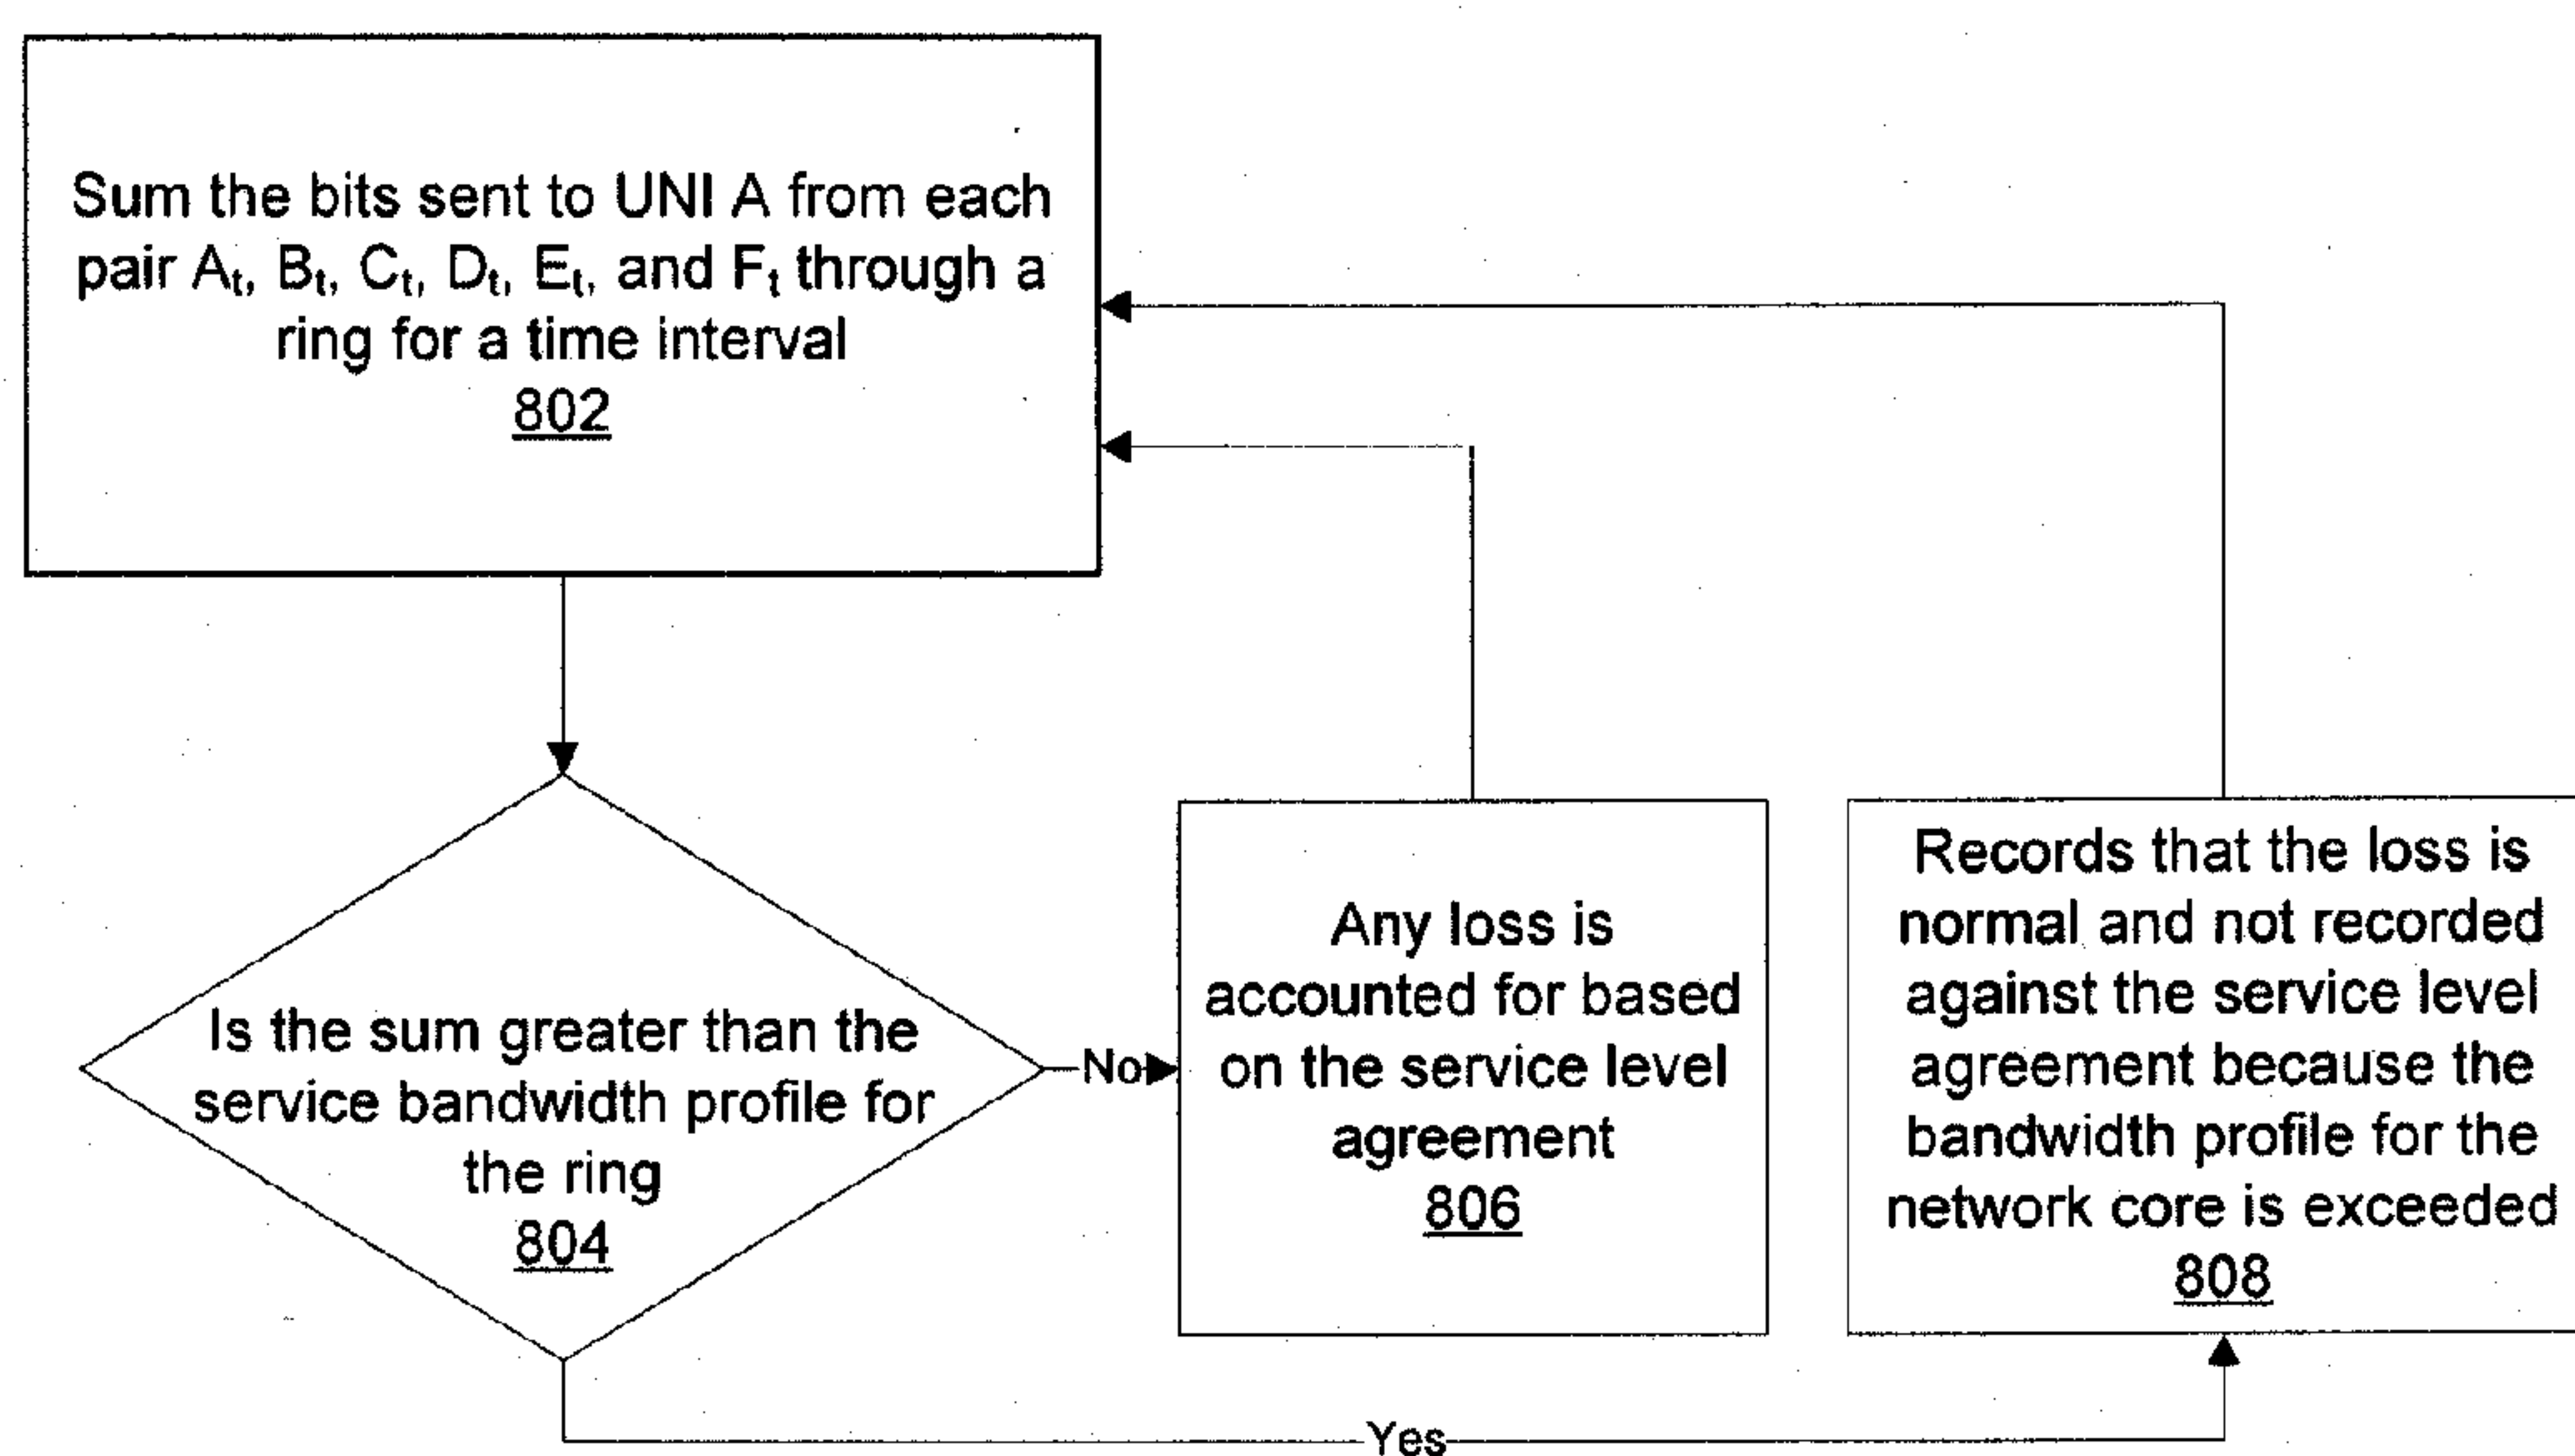 Sum the bits sent to UNI A from each
pair Aₜ, Bₜ, Cₜ, Dₜ, Eₜ, and Fₜ through a
ring for a time interval
802
Is the sum greater than the
service bandwidth profile for
the ring
804
No
Any loss is
accounted for based
on the service level
agreement
806
Records that the loss is
normal and not recorded
against the service level
agreement because the
bandwidth profile for the
network core is exceeded
808
Yes